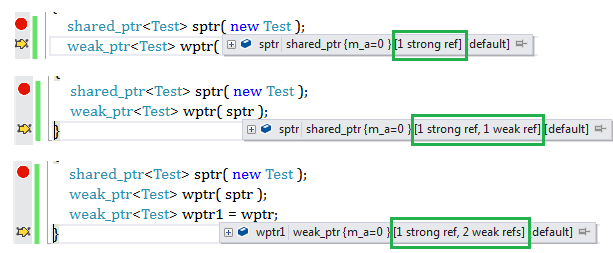 {
shared_ptr<Test> sptr( new Test );
weak_ptr<Test> wptr( sptr shared_ptr {m_a=0 } [1 strong ref] [default]
{
shared_ptr<Test> sptr( new Test );
weak_ptr<Test> wptr( sptr );
}
sptr shared_ptr {m_a=0 } [1 strong ref, 1 weak ref] [default]
{
shared_ptr<Test> sptr( new Test );
weak_ptr<Test> wptr( sptr );
weak_ptr<Test> wptr1 = wptr;
} wptr1 weak_ptr {m_a=0 } [1 strong ref, 2 weak refs] default]